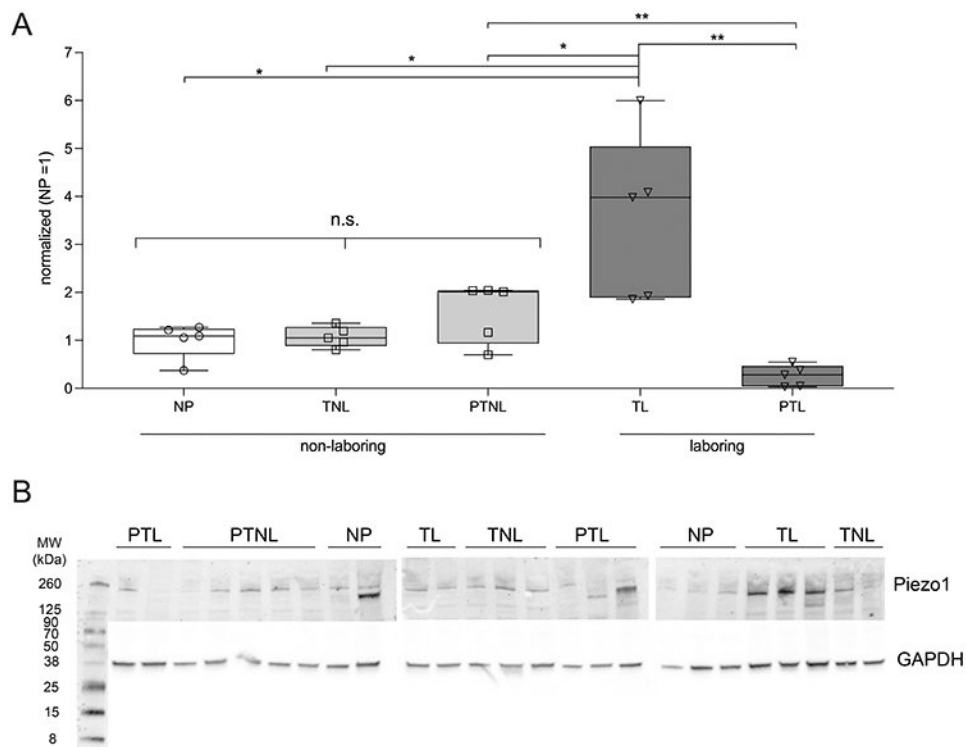 A
**
* **
*
*
7
6
5
4
3
2
1
0
normalized (NP =1)
n.s.
NP TNL PTNL TL PTL
non-laboring laboring
B
MW
(kDa)
PTL PTNL NP TL TNL PTL NP TL TNL
260
125
90
70
50
38
25
15
8
Piezo1
GAPDH